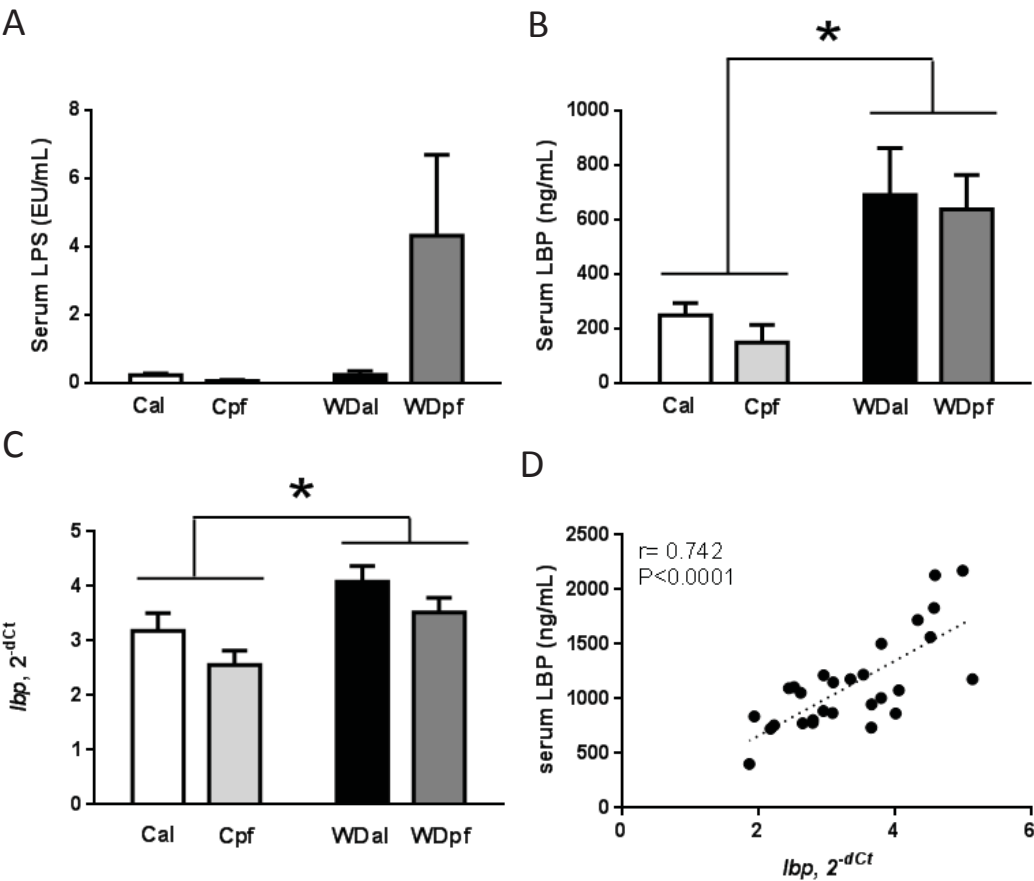 A
Serum LPS (EU/mL)
8
6
4
2
0
Cal Cpf WDal WDpf
B
*
Serum LBP (ng/mL)
1000
800
600
400
200
0
Cal Cpf WDal WDpf
C
*
lbp, 2-dCt
5
4
3
2
1
0
Cal Cpf WDal WDpf
D
r= 0.742
P<0.0001
serum LBP (ng/mL)
2500
2000
1500
1000
500
0
0 2 4 6
lbp, 2-dCt